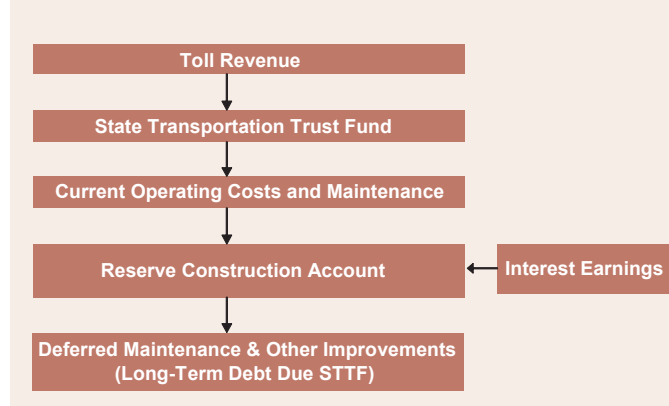 Toll Revenue
State Transportation Trust Fund
Current Operating Costs and Maintenance
Reserve Construction Account
Interest Earnings
Deferred Maintenance & Other Improvements
(Long-Term Debt Due STTF)